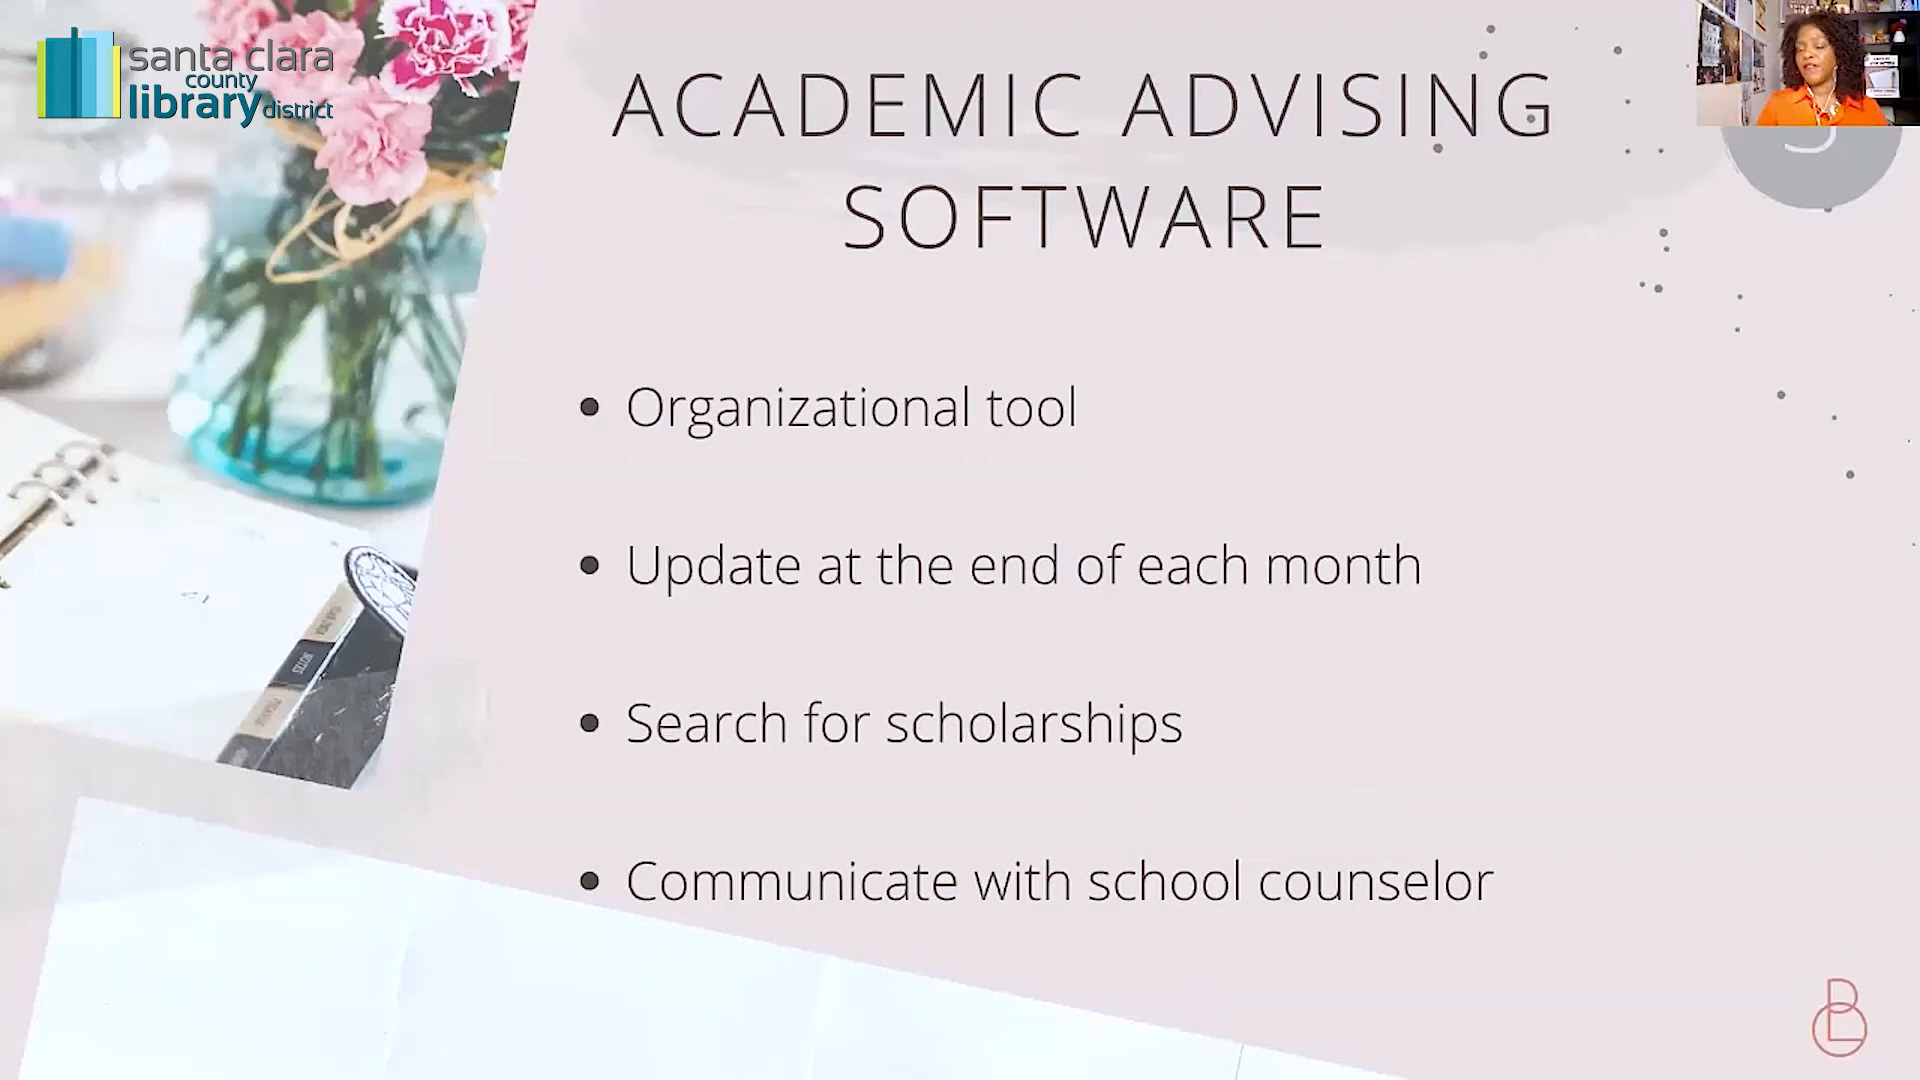 santa clara
county
library district
ACADEMIC ADVISING
SOFTWARE
• Organizational tool
• Update at the end of each month
• Search for scholarships
• Communicate with school counselor
NOTES